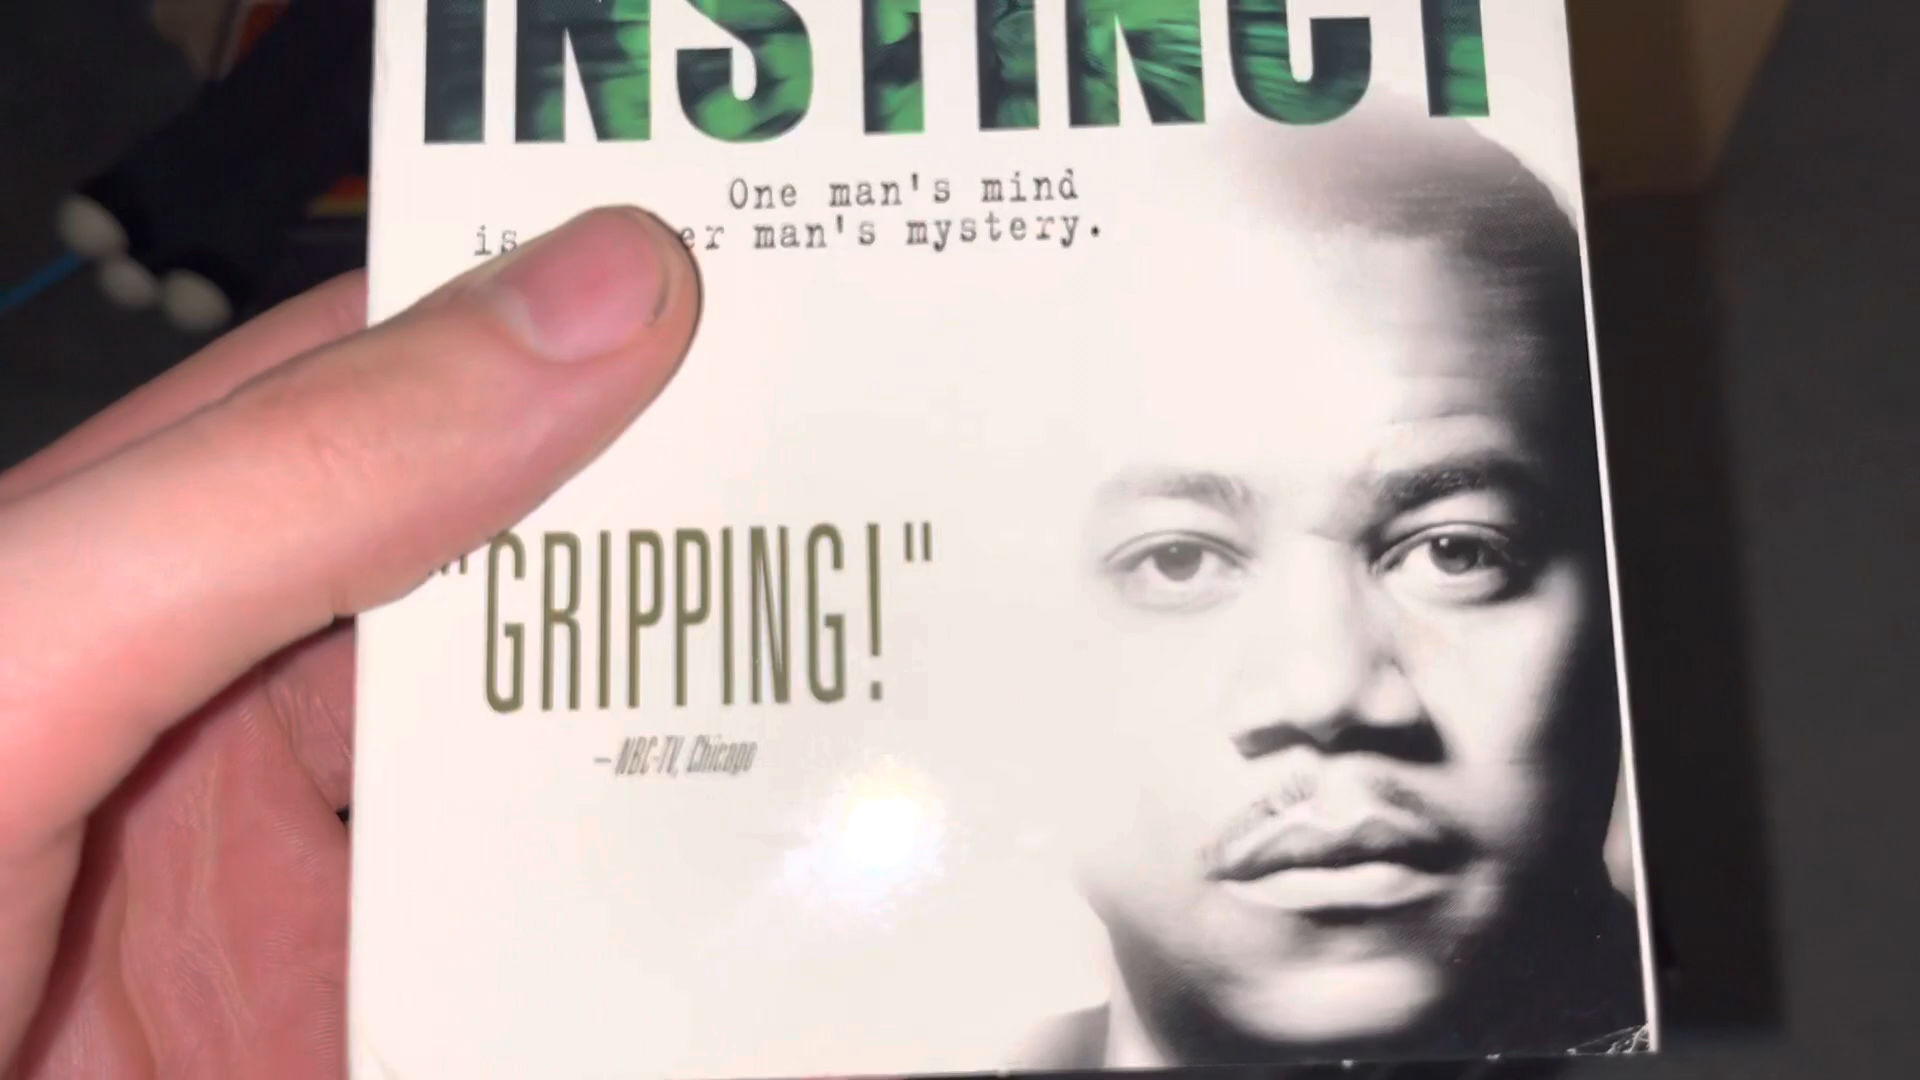 INSTINCT
One man's mind
is er man's mystery.
"GRIPPING!"
—NBC-TV, Chicago